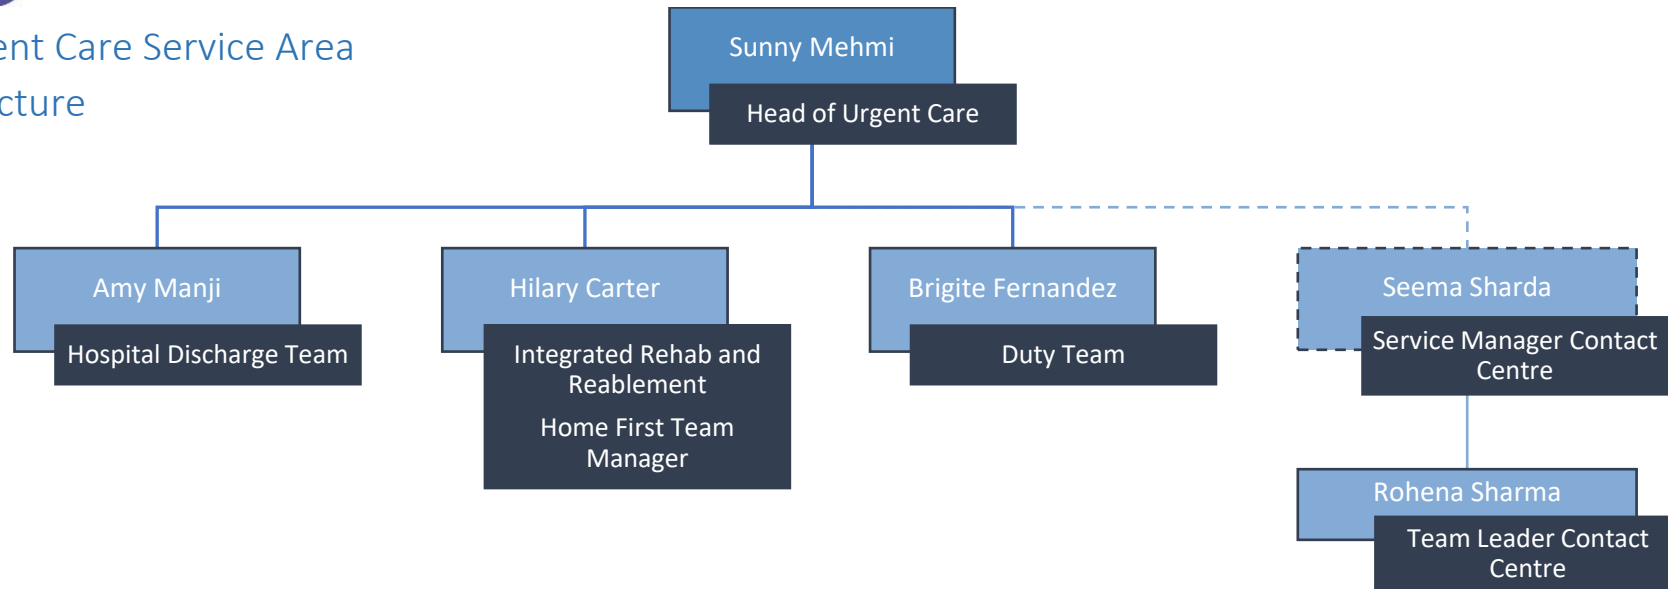 ent Care Service Area
cture
Sunny Mehmi
Head of Urgent Care
Amy Manji
Hospital Discharge Team
Hilary Carter
Integrated Rehab and
Reablement
Home First Team
Manager
Brigite Fernandez
Duty Team
Seema Sharda
Service Manager Contact
Centre
Rohena Sharma
Team Leader Contact
Centre